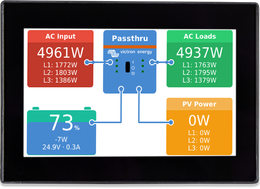 AC Input
4961W
L1: 1772W
L2: 1803W
L3: 1386W
Passthru
victron energy
AC Loads
4937W
L1: 1763W
L2: 1795W
L3: 1379W
73%
-7W
24.9V · 0.3A
PV Power
0W
L1: 0W
L2: 0W
L3: 0W